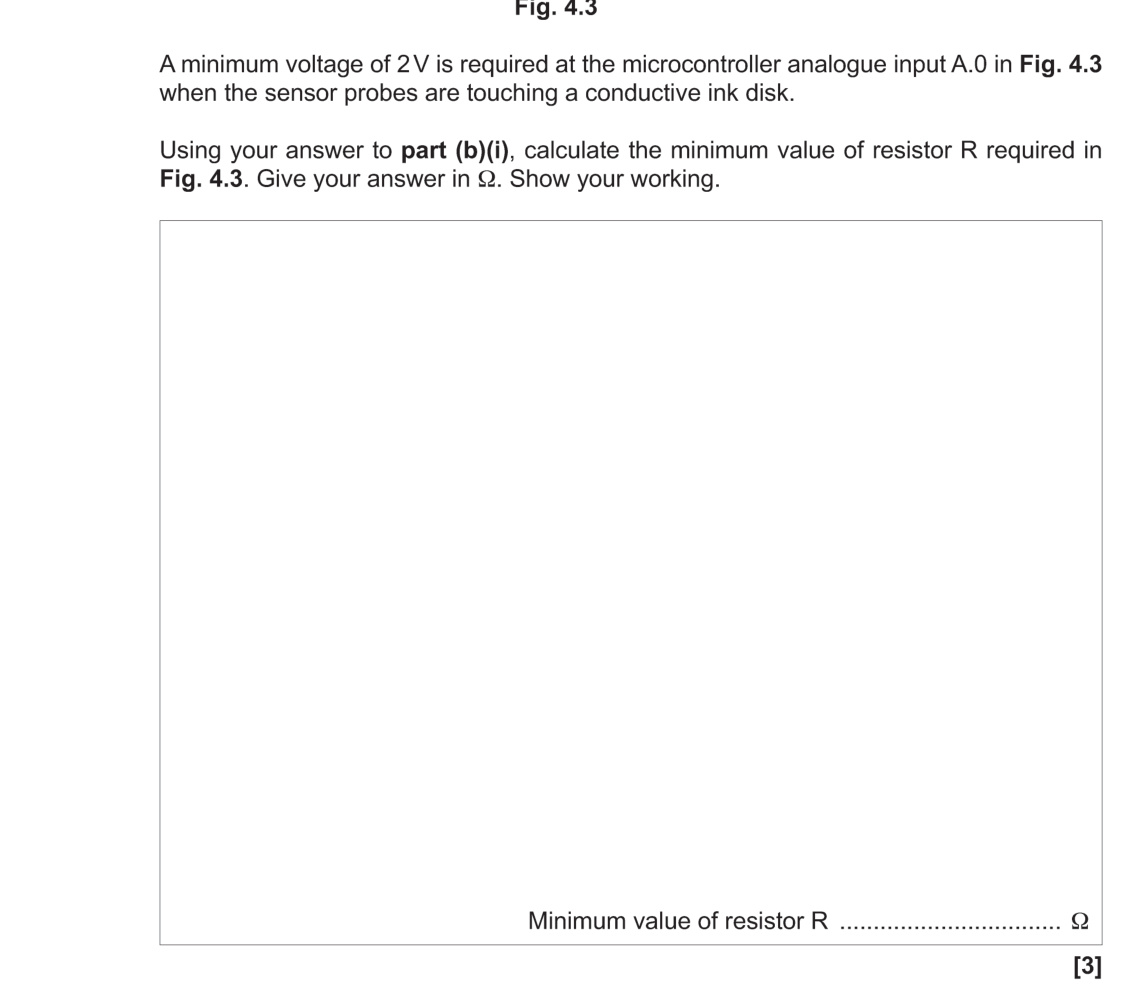 Fig. 4.3
A minimum voltage of 2 V is required at the microcontroller analogue input A.0 in Fig. 4.3
when the sensor probes are touching a conductive ink disk.
Using your answer to part (b)(i), calculate the minimum value of resistor R required in
Fig. 4.3. Give your answer in Ω. Show your working.
Minimum value of resistor R ................................. Ω
[3]